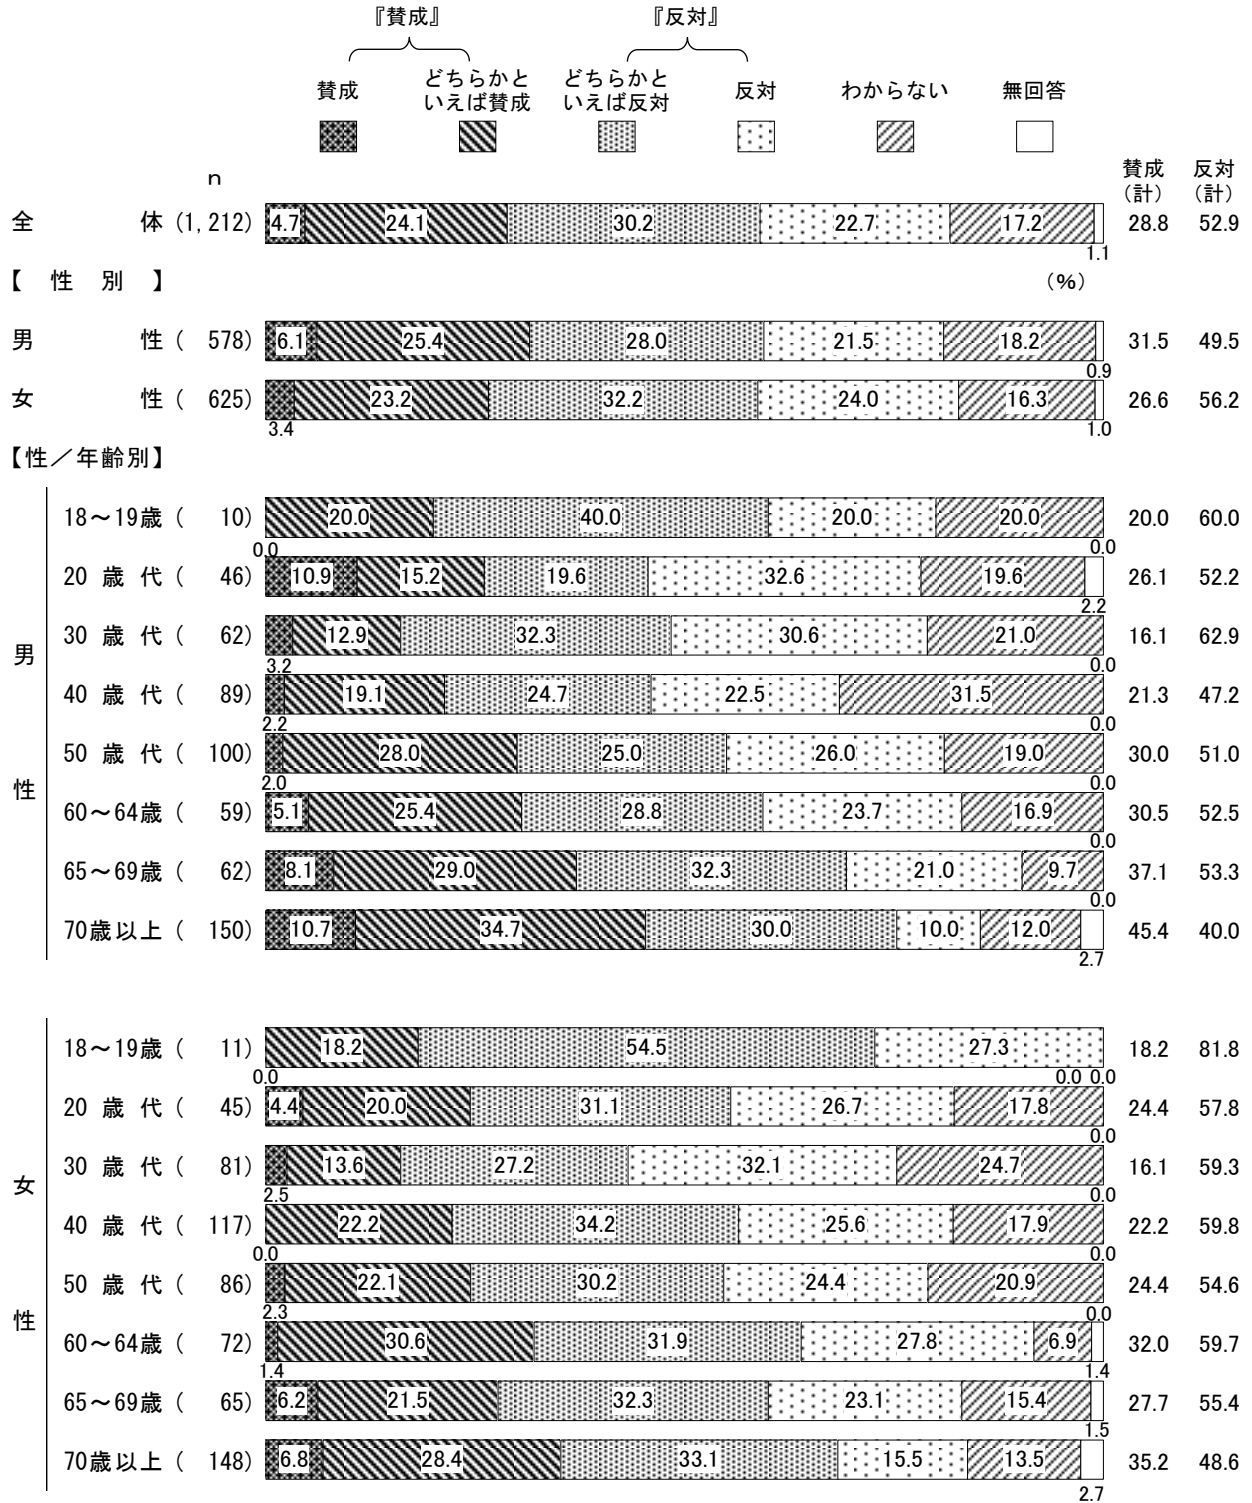 『賛成』 『反対』
賛成 どちらかと どちらかと 反対 わからない 無回答
いえば賛成 いえば反対
賛成 反対
n (計) (計)
全体 (1,212) 4.7 24.1 30.2 22.7 17.2 28.8 52.9
1.1
【性別】 (%)
男性 ( 578) 6.1 25.4 28.0 21.5 18.2 31.5 49.5
0.9
女性 ( 625) 23.2 32.2 24.0 16.3 26.6 56.2
3.4 1.0
【性／年齢別】
男性
18～19歳 ( 10) 20.0 40.0 20.0 20.0 20.0 60.0
0.0 0.0
20歳代 ( 46) 10.9 15.2 19.6 32.6 19.6 26.1 52.2
2.2
30歳代 ( 62) 12.9 32.3 30.6 21.0 16.1 62.9
3.2 0.0
40歳代 ( 89) 19.1 24.7 22.5 31.5 21.3 47.2
2.2 0.0
50歳代 ( 100) 28.0 25.0 26.0 19.0 30.0 51.0
2.0 0.0
60～64歳 ( 59) 5.1 25.4 28.8 23.7 16.9 30.5 52.5
0.0
65～69歳 ( 62) 8.1 29.0 32.3 21.0 9.7 37.1 53.3
0.0
70歳以上 ( 150) 10.7 34.7 30.0 10.0 12.0 45.4 40.0
2.7
女性
18～19歳 ( 11) 18.2 54.5 27.3 18.2 81.8
0.0 0.0 0.0
20歳代 ( 45) 4.4 20.0 31.1 26.7 17.8 24.4 57.8
0.0
30歳代 ( 81) 13.6 27.2 32.1 24.7 16.1 59.3
2.5 0.0
40歳代 ( 117) 22.2 34.2 25.6 17.9 22.2 59.8
0.0 0.0
50歳代 ( 86) 22.1 30.2 24.4 20.9 24.4 54.6
2.3 0.0
60～64歳 ( 72) 30.6 31.9 27.8 6.9 32.0 59.7
1.4 1.4
65～69歳 ( 65) 6.2 21.5 32.3 23.1 15.4 27.7 55.4
1.5
70歳以上 ( 148) 6.8 28.4 33.1 15.5 13.5 35.2 48.6
2.7